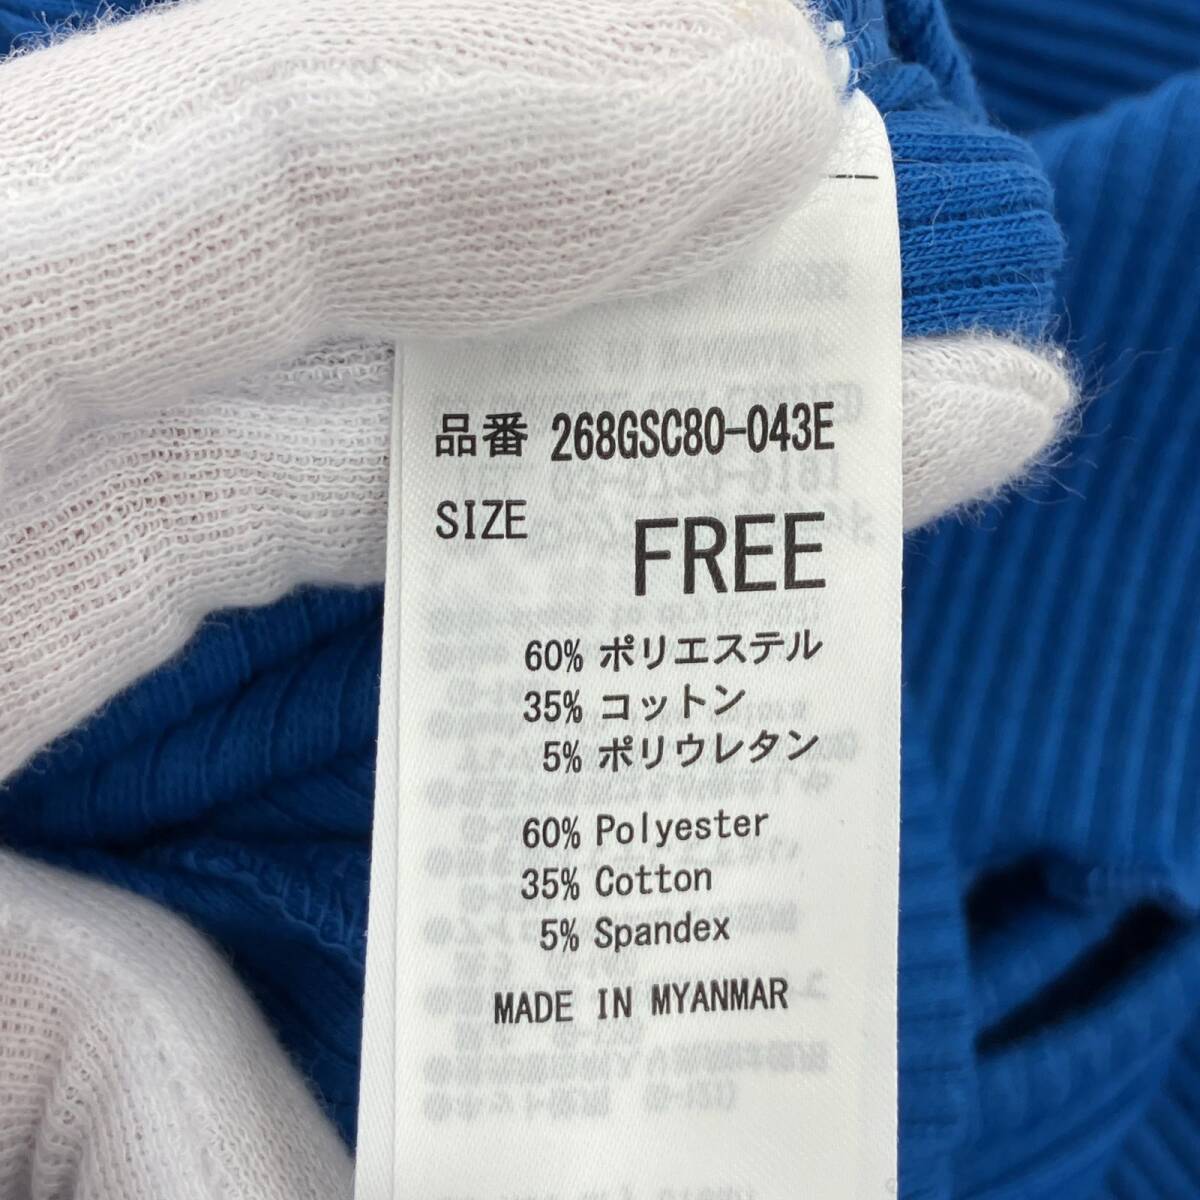 品番 268GSC80-043E
SIZE
FREE
60% ポリエステル
35% コットン
5% ポリウレタン
60% Polyester
35% Cotton
5% Spandex
MADE IN MYANMAR